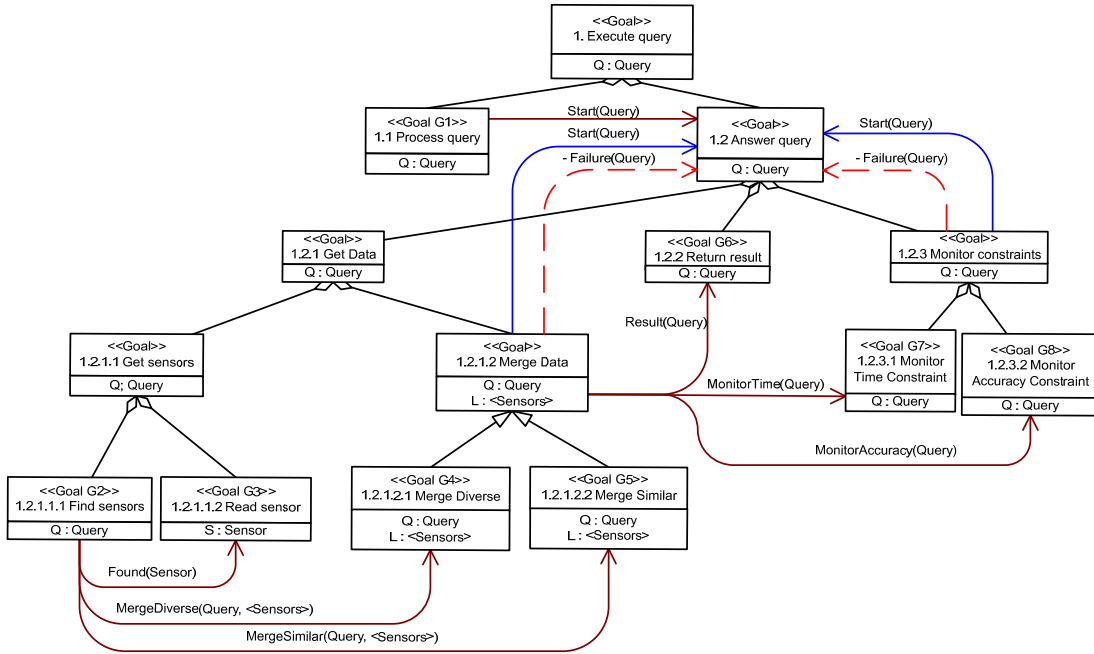 <<Goal>>
1. Execute query
Q : Query
<<Goal G1>>
1.1 Process query
Q : Query
Start(Query)
Start(Query)
- Failure(Query)
<<Goal>>
1.2 Answer query
Q : Query
Start(Query)
- Failure(Query)
<<Goal>>
1.2.1 Get Data
Q : Query
<<Goal G6>>
1.2.2 Return result
Q : Query
<<Goal>>
1.2.3 Monitor constraints
Q : Query
<<Goal>>
1.2.1.1 Get sensors
Q; Query
<<Goal>>
1.2.1.2 Merge Data
Q : Query
L : <Sensors>
Result(Query)
MonitorTime(Query)
MonitorAccuracy(Query)
<<Goal G7>>
1.2.3.1 Monitor
Time Constraint
Q : Query
<<Goal G8>>
1.2.3.2 Monitor
Accuracy Constraint
Q : Query
<<Goal G2>>
1.2.1.1.1 Find sensors
Q : Query
<<Goal G3>>
1.2.1.1.2 Read sensor
S : Sensor
<<Goal G4>>
1.2.1.2.1 Merge Diverse
Q : Query
L : <Sensors>
<<Goal G5>>
1.2.1.2.2 Merge Similar
Q : Query
L : <Sensors>
Found(Sensor)
MergeDiverse(Query, <Sensors>)
MergeSimilar(Query, <Sensors>)